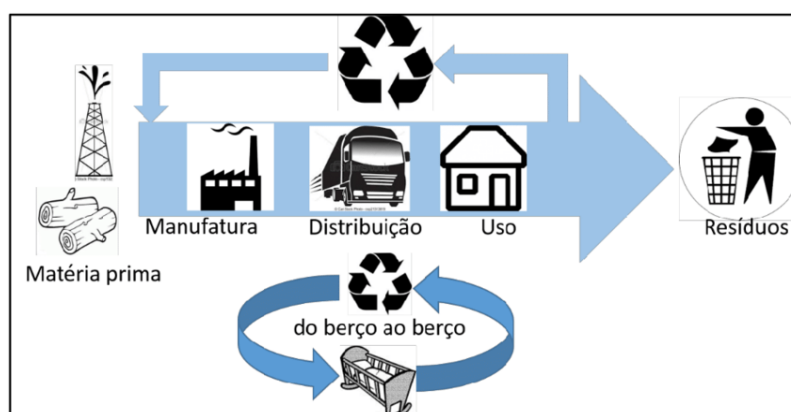 Manufatura
Distribuição
Uso
Resíduos
Matéria prima
do berço ao berço